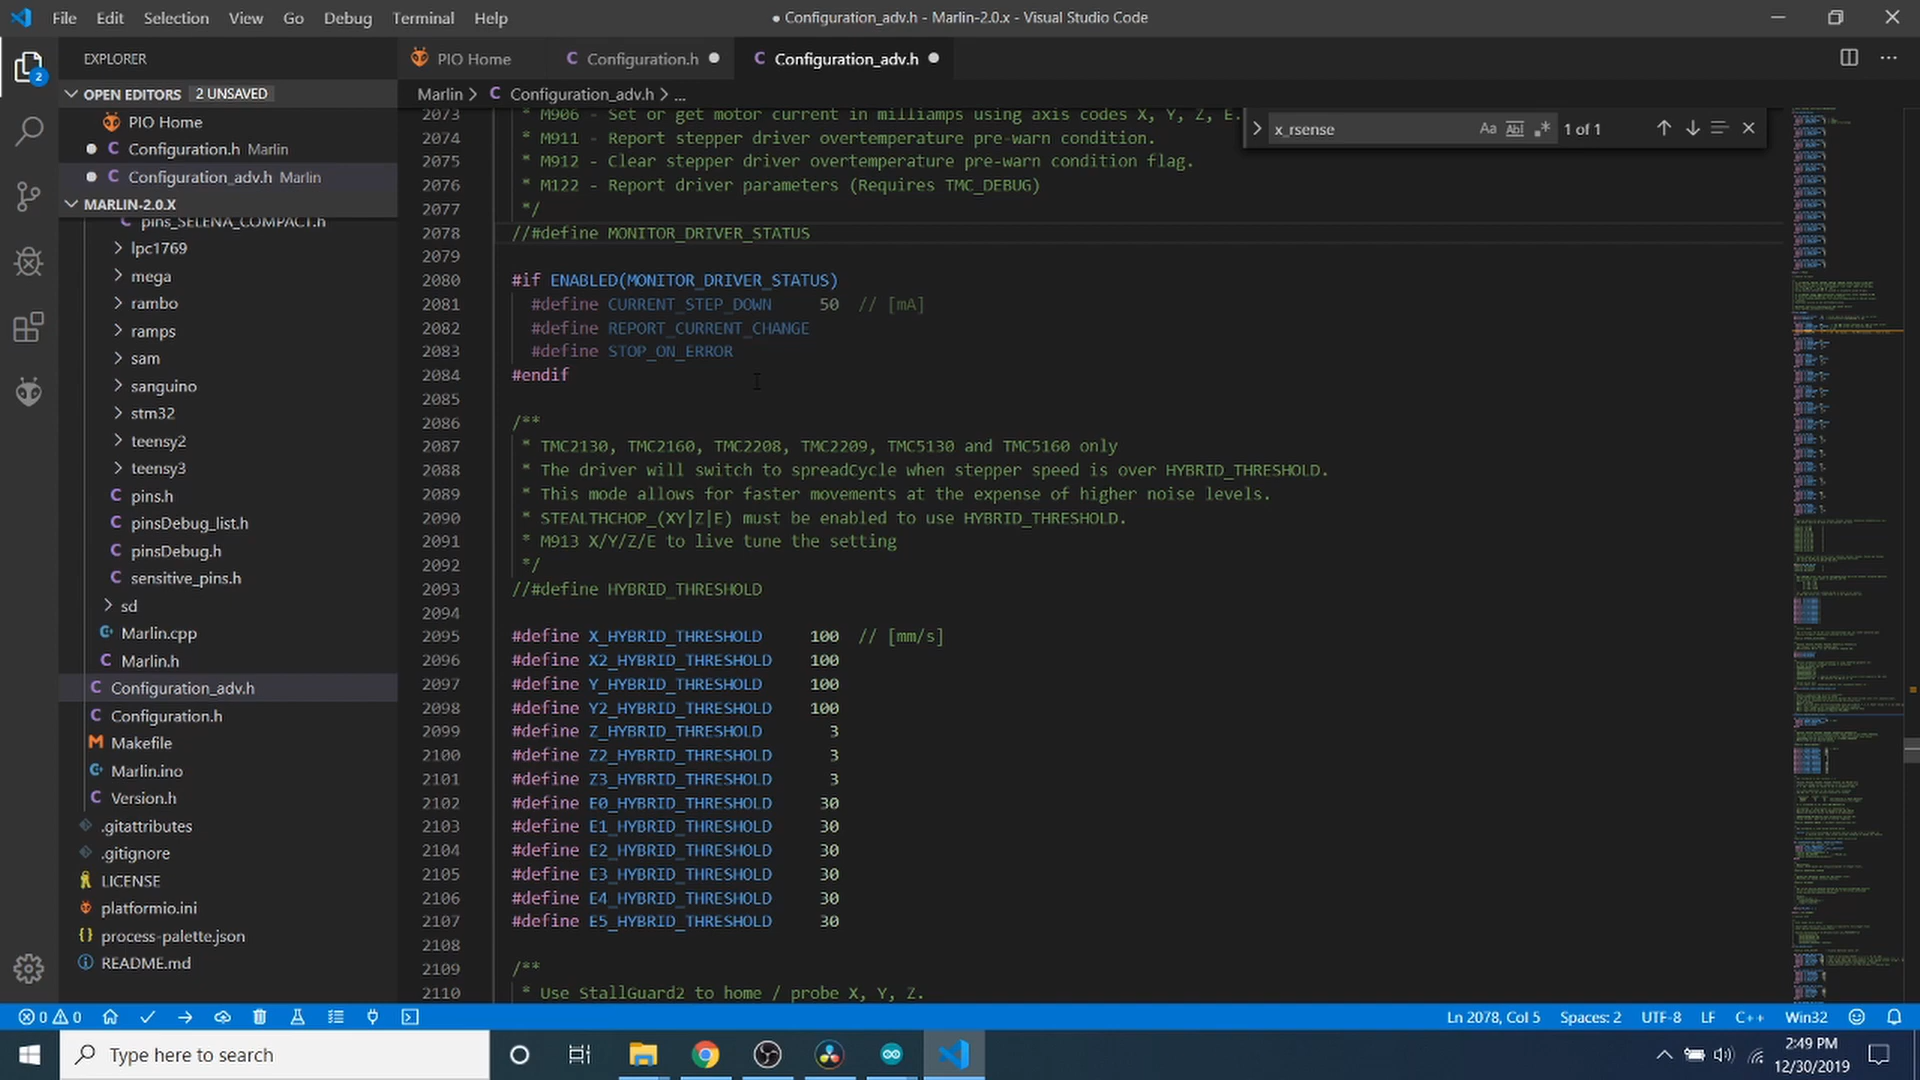 File Edit Selection View Go Debug Terminal Help
● Configuration_adv.h - Marlin-2.0.x - Visual Studio Code
EXPLORER
OPEN EDITORS 2 UNSAVED
PIO Home
Configuration.h Marlin
Configuration_adv.h Marlin
MARLIN-2.0.X
pins_SELENA_COMPACT.h
lpc1769
mega
rambo
ramps
sam
sanguino
stm32
teensy2
teensy3
pins.h
pinsDebug_list.h
pinsDebug.h
sensitive_pins.h
sd
Marlin.cpp
Marlin.h
Configuration_adv.h
Configuration.h
Makefile
Marlin.ino
Version.h
.gitattributes
.gitignore
LICENSE
platformio.ini
process-palette.json
README.md
2
PIO Home Configuration.h Configuration_adv.h
Marlin > C Configuration_adv.h > ...
x_rsense Aa Abl .* 1 of 1
2073 * M906 - Set or get motor current in milliamps using axis codes X, Y, Z, E.
2074 * M911 - Report stepper driver overtemperature pre-warn condition.
2075 * M912 - Clear stepper driver overtemperature pre-warn condition flag.
2076 * M122 - Report driver parameters (Requires TMC_DEBUG)
2077 */
2078 //#define MONITOR_DRIVER_STATUS
2079
2080 #if ENABLED(MONITOR_DRIVER_STATUS)
2081 #define CURRENT_STEP_DOWN 50 // [mA]
2082 #define REPORT_CURRENT_CHANGE
2083 #define STOP_ON_ERROR
2084 #endif
2085
2086 /**
2087 * TMC2130, TMC2160, TMC2208, TMC2209, TMC5130 and TMC5160 only
2088 * The driver will switch to spreadCycle when stepper speed is over HYBRID_THRESHOLD.
2089 * This mode allows for faster movements at the expense of higher noise levels.
2090 * STEALTHCHOP_(XY|Z|E) must be enabled to use HYBRID_THRESHOLD.
2091 * M913 X/Y/Z/E to live tune the setting
2092 */
2093 //#define HYBRID_THRESHOLD
2094
2095 #define X_HYBRID_THRESHOLD 100 // [mm/s]
2096 #define X2_HYBRID_THRESHOLD 100
2097 #define Y_HYBRID_THRESHOLD 100
2098 #define Y2_HYBRID_THRESHOLD 100
2099 #define Z_HYBRID_THRESHOLD 3
2100 #define Z2_HYBRID_THRESHOLD 3
2101 #define Z3_HYBRID_THRESHOLD 3
2102 #define E0_HYBRID_THRESHOLD 30
2103 #define E1_HYBRID_THRESHOLD 30
2104 #define E2_HYBRID_THRESHOLD 30
2105 #define E3_HYBRID_THRESHOLD 30
2106 #define E4_HYBRID_THRESHOLD 30
2107 #define E5_HYBRID_THRESHOLD 30
2108
2109 /**
2110 * Use StallGuard2 to home / probe X, Y, Z.
0 0 Ln 2078, Col 5 Spaces: 2 UTF-8 LF C++ Win32
Type here to search
2:49 PM
12/30/2019